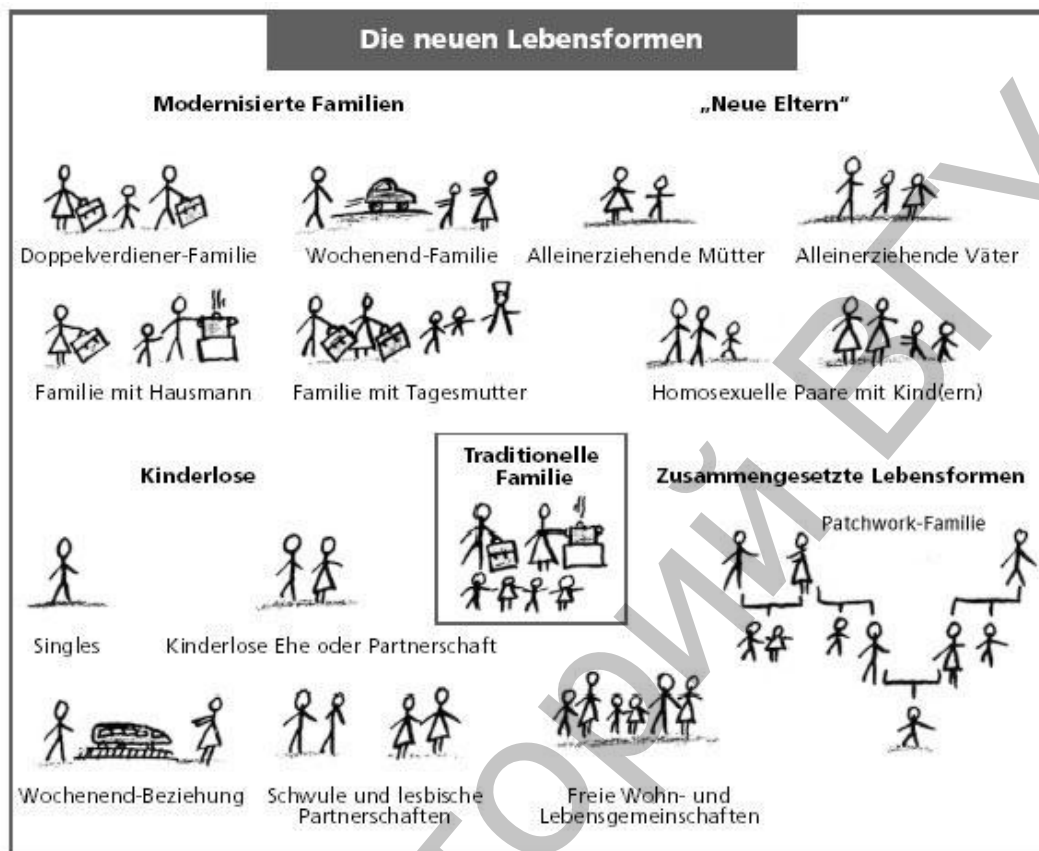 Die neuen Lebensformen
Modernisierte Familien
„Neue Eltern“
Doppelverdiener-Familie
Wochenend-Familie
Alleinerziehende Mütter
Alleinerziehende Väter
Familie mit Hausmann
Familie mit Tagesmutter
Homosexuelle Paare mit Kind(ern)
Kinderlose
Traditionelle
Familie
Zusammengesetzte Lebensformen
Patchwork-Familie
Singles
Kinderlose Ehe oder Partnerschaft
Wochenend-Beziehung
Schwule und lesbische
Partnerschaften
Freie Wohn- und
Lebensgemeinschaften
торий ВГУ